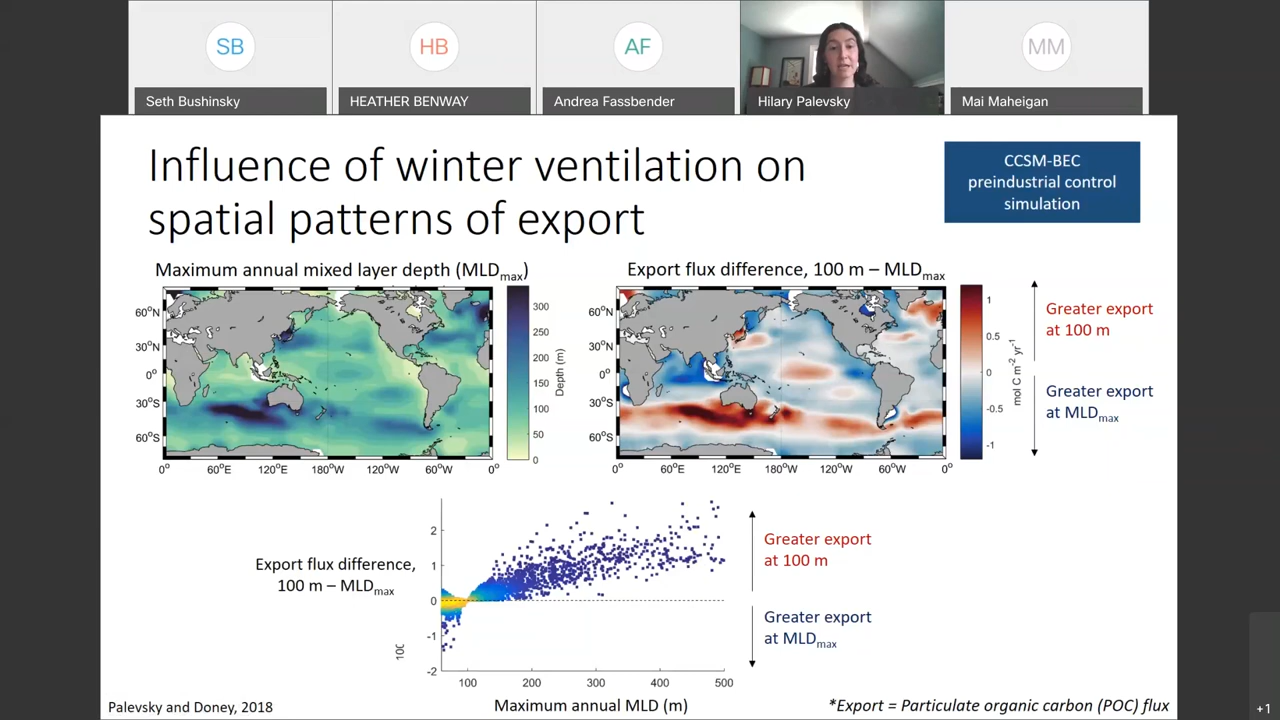 SB
HB
AF
MM
Seth Bushinsky
HEATHER BENWAY
Andrea Fassbender
Hilary Palevsky
Mai Maheigan
Influence of winter ventilation on
spatial patterns of export
CCSM-BEC
preindustrial control
simulation
Maximum annual mixed layer depth (MLDmax)
60°N
30°N
0°
30°S
60°S
0°
60°E
120°E
180°W
120°W
60°W
0°
300
250
200
150
100
50
0
Depth (m)
Export flux difference, 100 m – MLDmax
60°N
30°N
0°
30°S
60°S
0°
60°E
120°E
180°W
120°W
60°W
0°
1
0.5
0
-0.5
-1
mol C m⁻² yr⁻¹
Greater export
at 100 m
Greater export
at MLDmax
Export flux difference,
100 m – MLDmax
2
1
0
-1
-2
100
200
300
400
500
Maximum annual MLD (m)
Greater export
at 100 m
Greater export
at MLDmax
Palevsky and Doney, 2018
*Export = Particulate organic carbon (POC) flux
+1